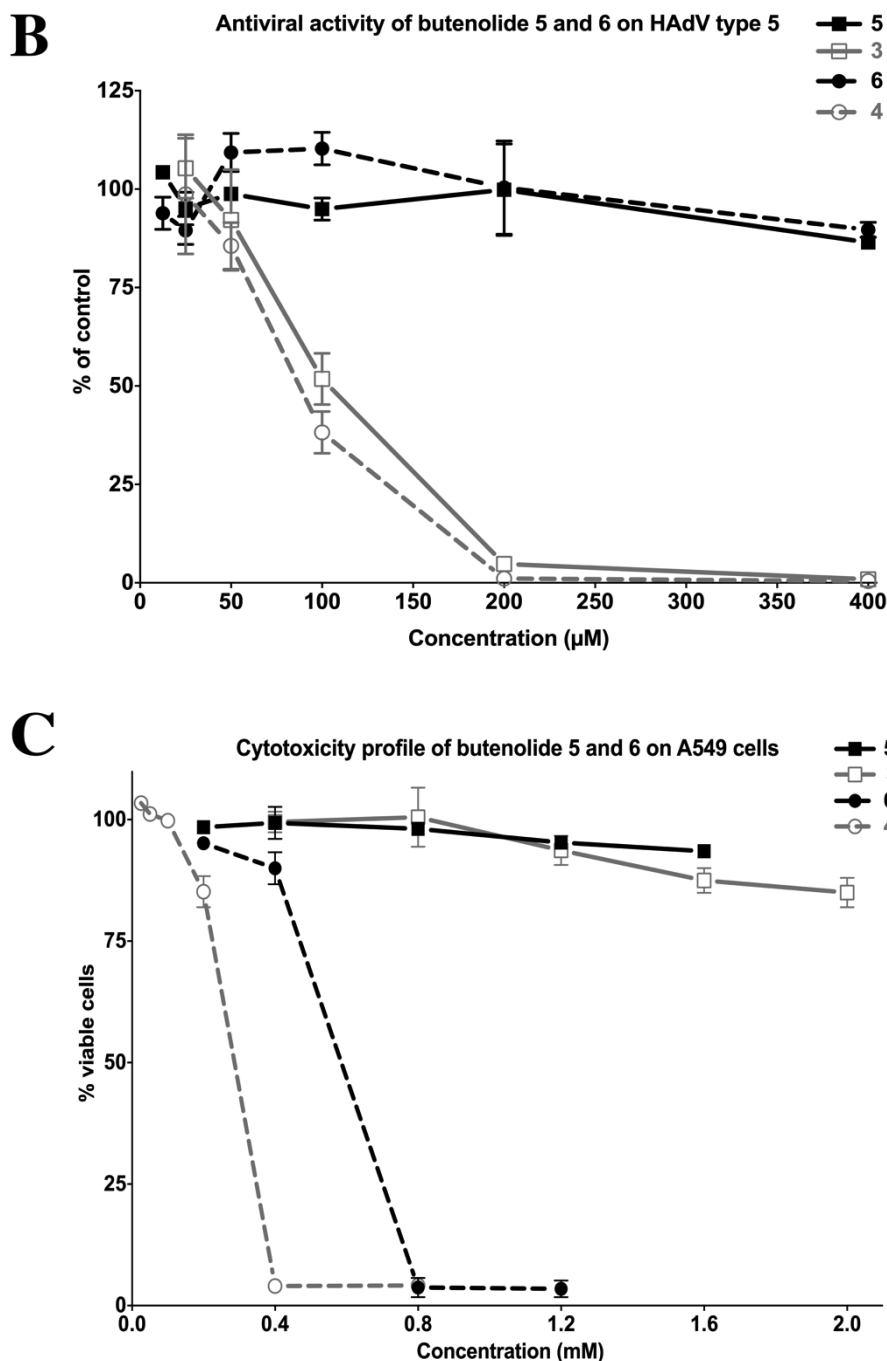 B
Antiviral activity of butenolide 5 and 6 on HAdV type 5
5
3
6
4
125
100
75
50
25
0
% of control
0 50 100 150 200 250 300 350 400
Concentration (µM)
C
Cytotoxicity profile of butenolide 5 and 6 on A549 cells
100
75
50
25
0
% viable cells
0.0 0.4 0.8 1.2 1.6 2.0
Concentration (mM)